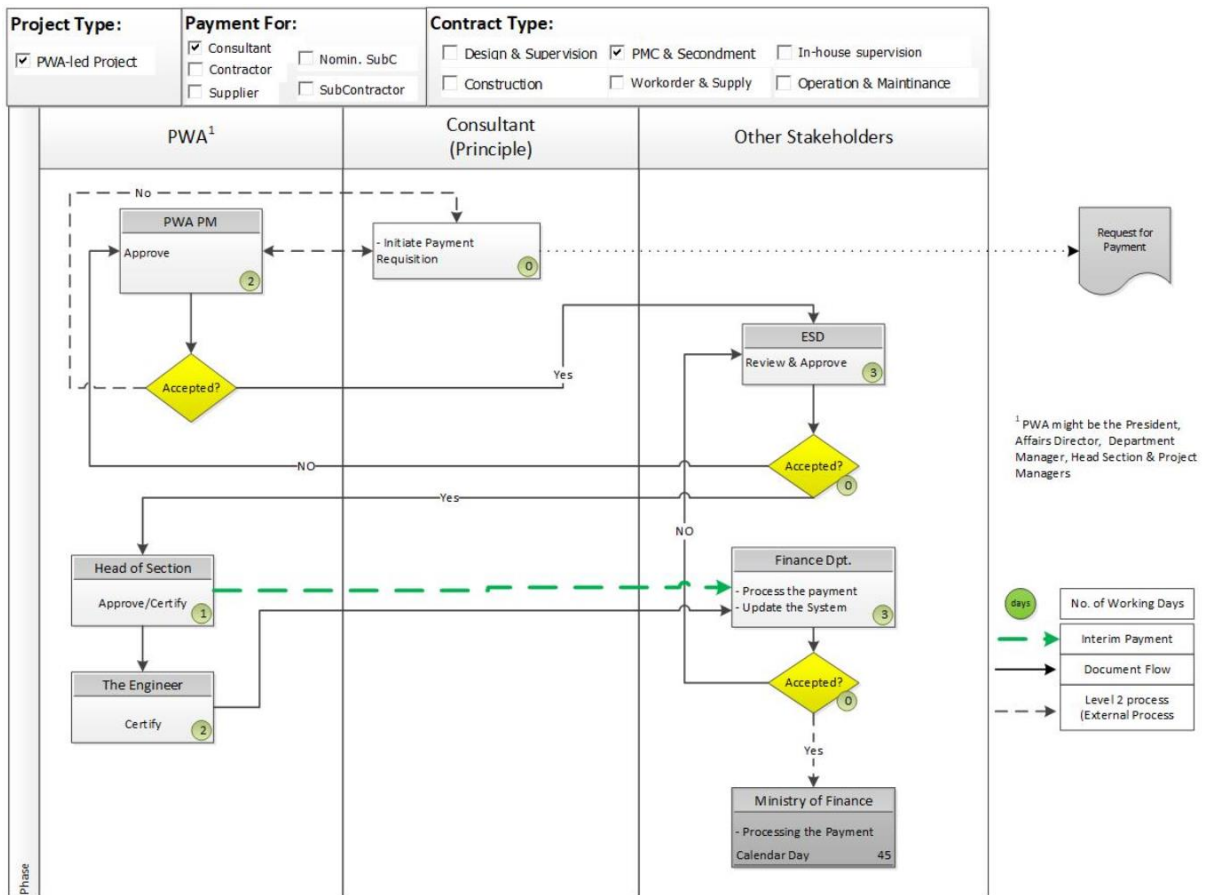 Project Type:
PWA-led Project
Payment For:
Consultant
Contractor
Supplier
Nomin. SubC
SubContractor
Contract Type:
Design & Supervision
PMC & Secondment
In-house supervision
Construction
Workorder & Supply
Operation & Maintinance
PWA1
Consultant
(Principle)
Other Stakeholders
No
PWA PM
Approve
2
- Initiate Payment
Requisition
0
Request for
Payment
Accepted?
Yes
ESD
Review & Approve
3
Accepted?
0
NO
Yes
1 PWA might be the President,
Affairs Director, Department
Manager, Head Section & Project
Managers
NO
Head of Section
Approve/Certify
1
Finance Dpt.
- Process the payment
- Update the System
3
The Engineer
Certify
2
Accepted?
0
Yes
Ministry of Finance
- Processing the Payment
Calendar Day 45
days
No. of Working Days
Interim Payment
Document Flow
Level 2 process
(External Process
Phase